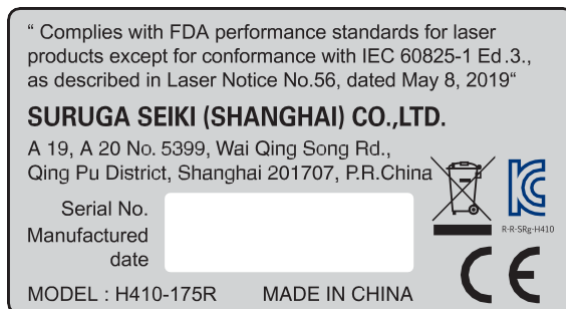 “ Complies with FDA performance standards for laser
products except for conformance with IEC 60825-1 Ed.3.,
as described in Laser Notice No.56, dated May 8, 2019“
SURUGA SEIKI (SHANGHAI) CO.,LTD.
A 19, A 20 No. 5399, Wai Qing Song Rd.,
Qing Pu District, Shanghai 201707, P.R.China
Serial No.
Manufactured
date
R-R-SRg-H410
CE
MODEL : H410-175R MADE IN CHINA